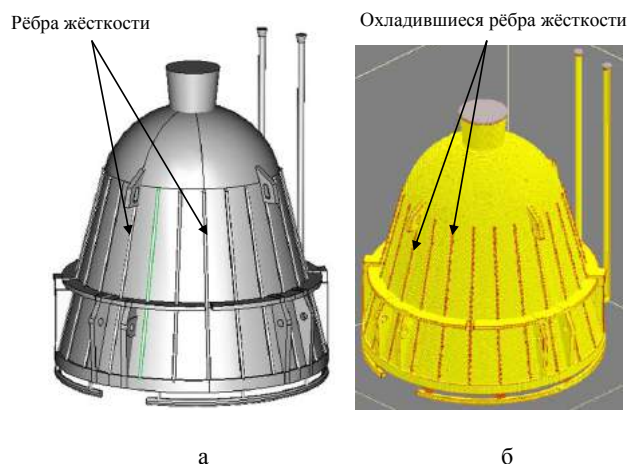 Рёбра жёсткости
Охладившиеся рёбра жёсткости
а
б